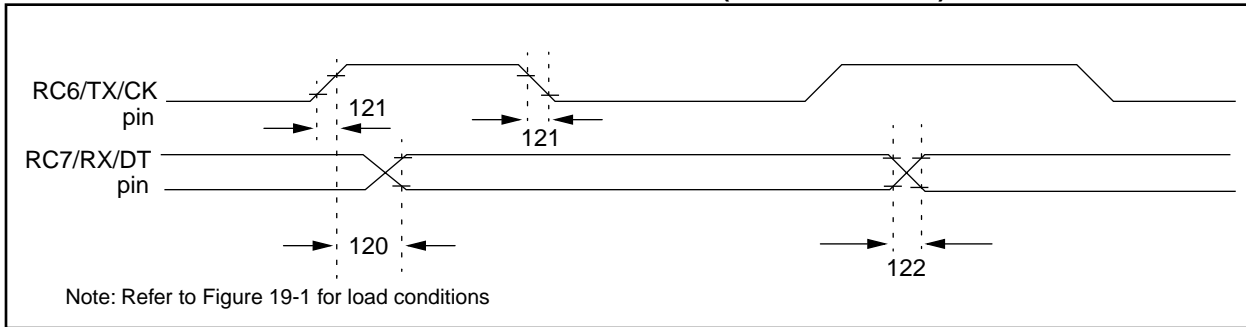 RC6/TX/CK
pin
121
121
RC7/RX/DT
pin
120
122
Note: Refer to Figure 19-1 for load conditions